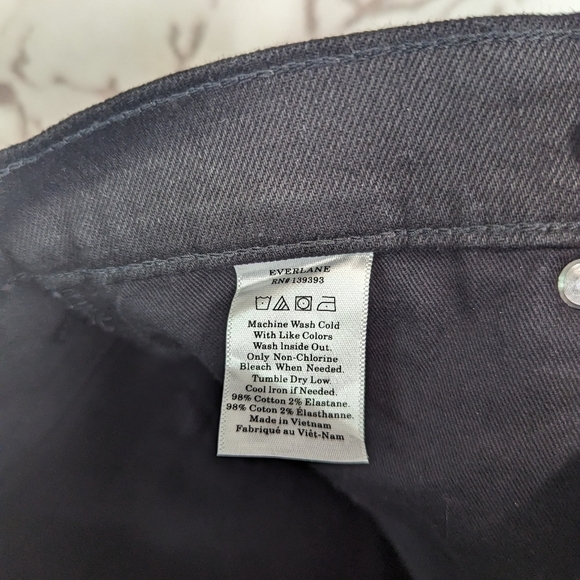 EVERLANE
RN# 139393
Machine Wash Cold
With Like Colors
Wash Inside Out.
Only Non-Chlorine
Bleach When Needed.
Tumble Dry Low.
Cool Iron if Needed.
98% Cotton 2% Elastane.
98% Coton 2% Élasthanne.
Made in Vietnam
Fabriqué au Viêt-Nam